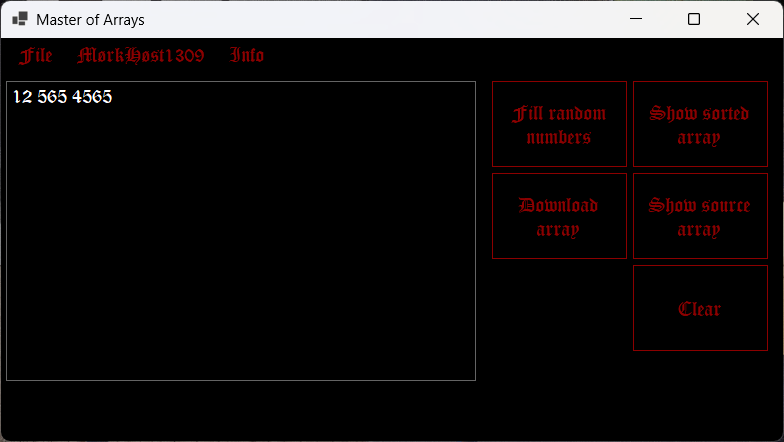 Master of Arrays
File MorkHost1309 Info
12 565 4565
Fill random
numbers
Show sorted
array
Download
array
Show source
array
Clear